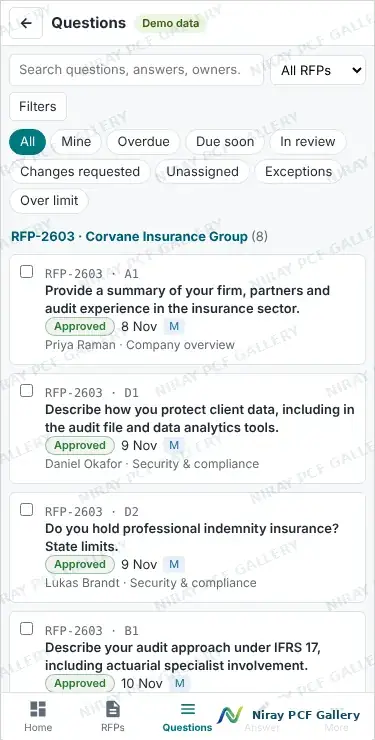 Questions Demo data
Search questions, answers, owners. All RFPs
Filters
All Mine Overdue Due soon In review
Changes requested Unassigned Exceptions
Over limit
RFP-2603 · Corvane Insurance Group (8)
RFP-2603 · A1
Provide a summary of your firm, partners and
audit experience in the insurance sector.
Approved 8 Nov M
Priya Raman · Company overview
RFP-2603 · D1
Describe how you protect client data, including in
the audit file and data analytics tools.
Approved 9 Nov M
Daniel Okafor · Security & compliance
RFP-2603 · D2
Do you hold professional indemnity insurance?
State limits.
Approved 9 Nov M
Lukas Brandt · Security & compliance
RFP-2603 · B1
Describe your audit approach under IFRS 17,
including actuarial specialist involvement.
Approved 10 Nov M
Niray PCF Gallery
Home RFPs Questions Answer More
NIRAY PCF GALLERY